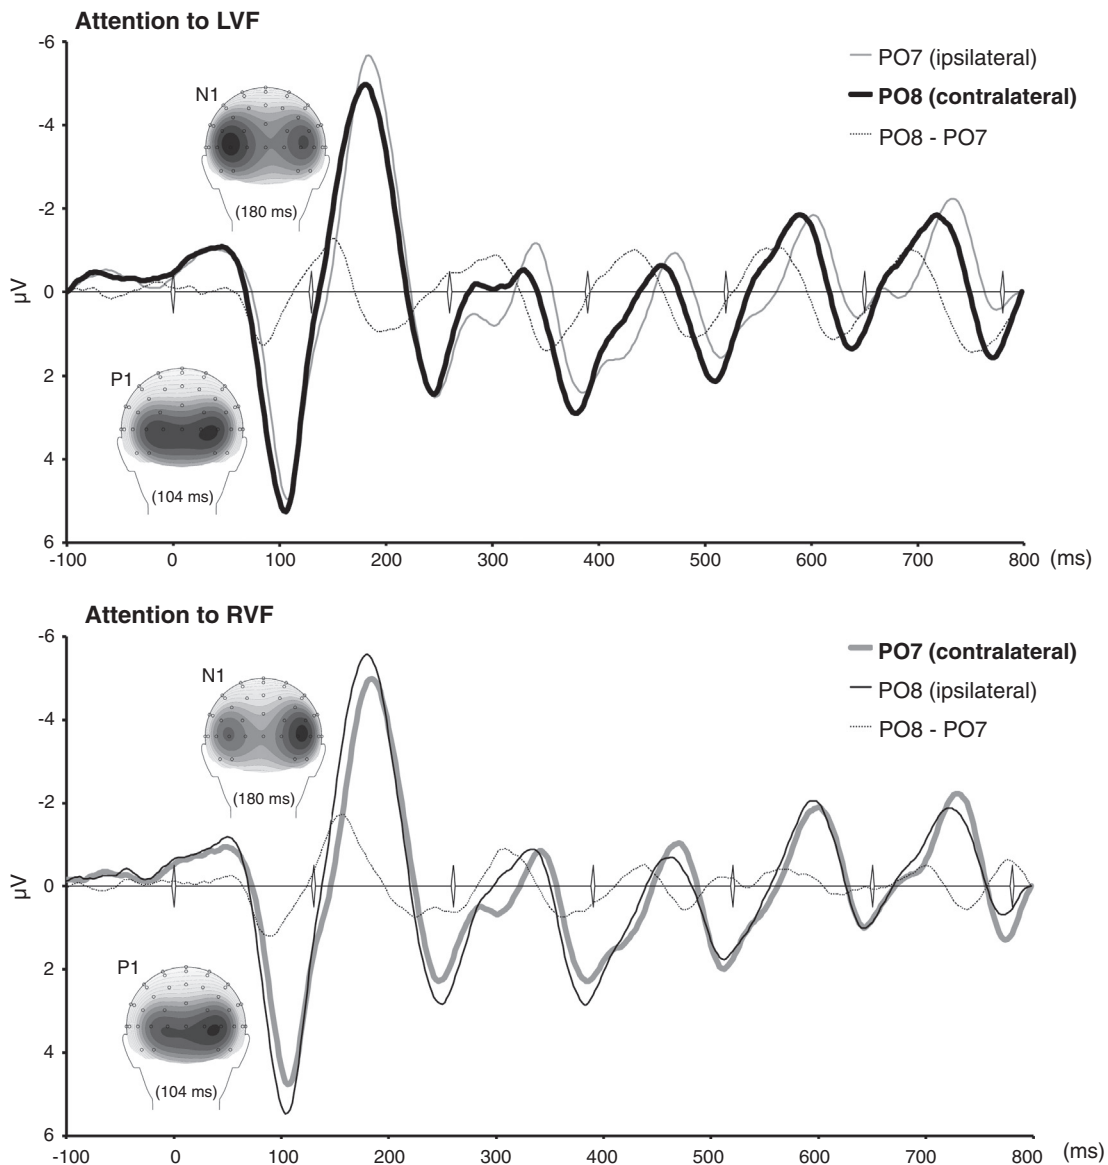 Attention to LVF
-6
-4
-2
0
2
4
6
µV
N1
(180 ms)
P1
(104 ms)
PO7 (ipsilateral)
PO8 (contralateral)
PO8 - PO7
-100 0 100 200 300 400 500 600 700 800 (ms)
Attention to RVF
-6
-4
-2
0
2
4
6
µV
N1
(180 ms)
P1
(104 ms)
PO7 (contralateral)
PO8 (ipsilateral)
PO8 - PO7
-100 0 100 200 300 400 500 600 700 800 (ms)